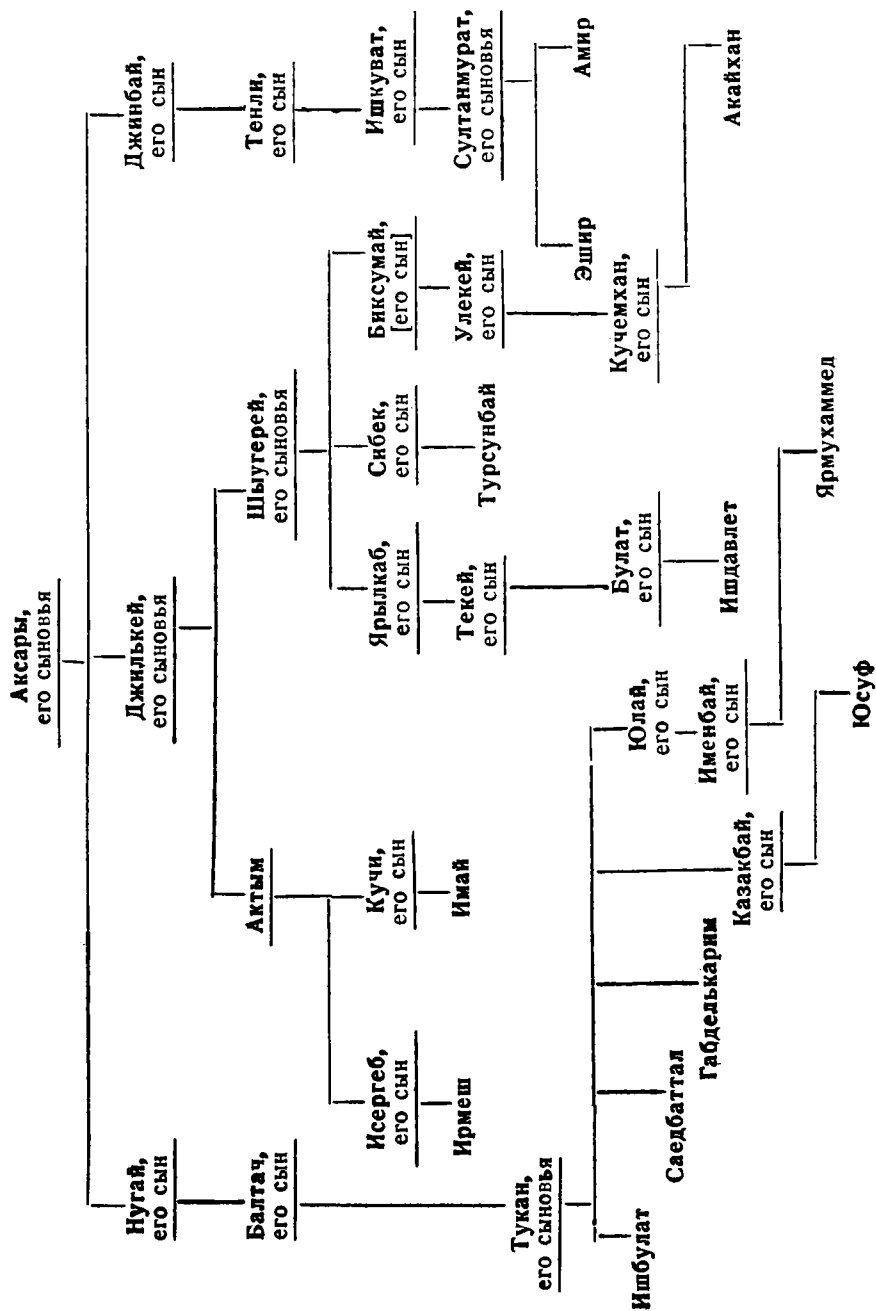 Аксары,
его сыновья
Нугай,
его сын
Джилькей,
его сыновья
Джинбай,
его сын
Балтач,
его сын
Актым
Шыугерей,
его сыновья
Тенли,
его сын
Исергеб,
его сын
Кучи,
его сын
Ярылкаб,
его сын
Сибек,
его сын
Биксумай,
[его сын]
Ишкуват,
его сын
Ирмеш
Имай
Текей,
его сын
Турсунбай
Улекей,
его сын
Султанмурат,
его сыновья
Тукан,
его сыновья
Эшир
Амир
Ишбулат
Саедбаттал
Габделькарим
Казакбай,
его сын
Юлай,
его сын
Именбай,
его сын
Булат,
его сын
Ишдавлет
Кучемхан,
его сын
Акайхан
Юсуф
Ярмухаммед